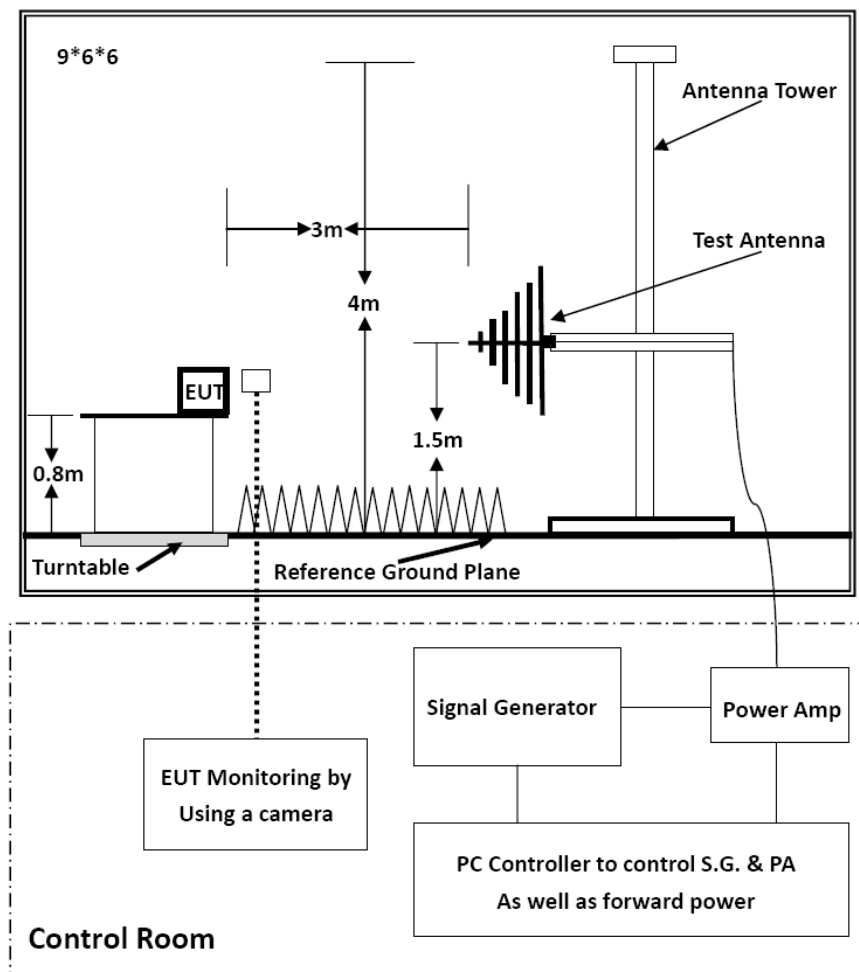 9*6*6
Antenna Tower
3m
Test Antenna
4m
EUT
1.5m
0.8m
Turntable
Reference Ground Plane
Signal Generator
Power Amp
EUT Monitoring by
Using a camera
PC Controller to control S.G. & PA
As well as forward power
Control Room